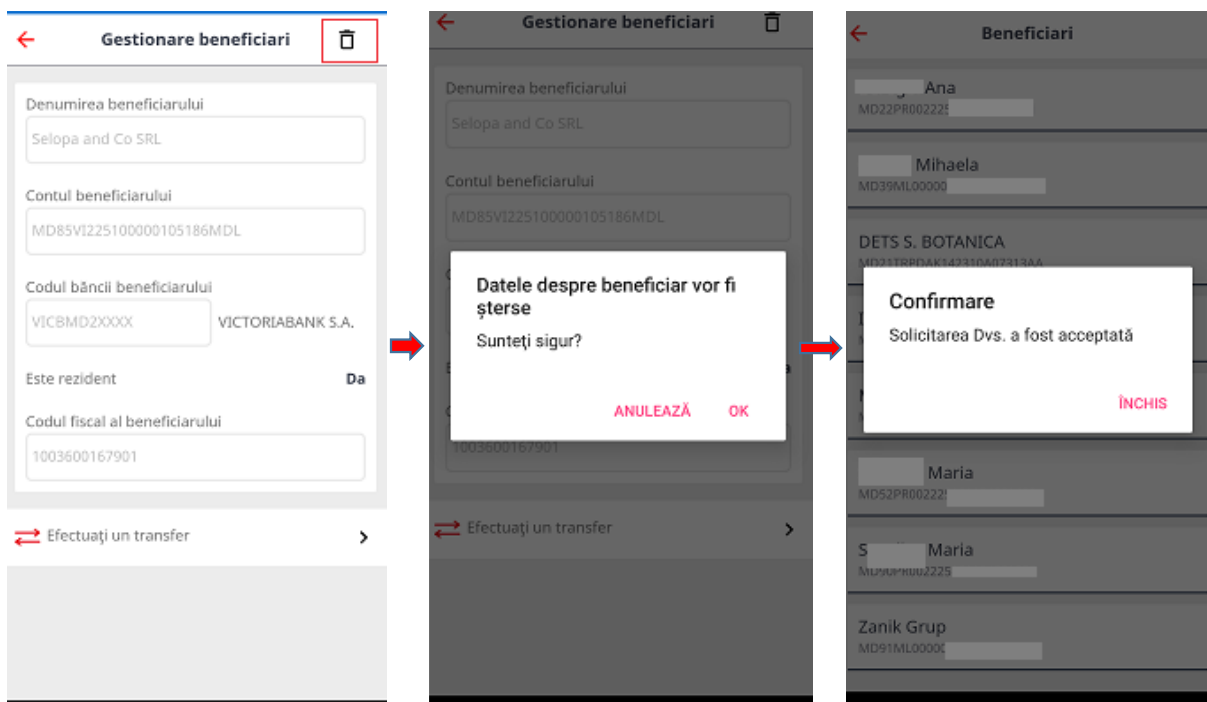 Gestionare beneficiari
Denumirea beneficiarului
Selopa and Co SRL
Contul beneficiarului
MD85VI225100000105186MDL
Codul băncii beneficiarului
VICBMD2XXXX VICTORIABANK S.A.
Este rezident Da
Codul fiscal al beneficiarului
1003600167901
Efectuați un transfer
Gestionare beneficiari
Denumirea beneficiarului
Selopa and Co SRL
Contul beneficiarului
MD85VI225100000105186MDL
Datele despre beneficiar vor fi
șterse
Sunteți sigur?
ANULEAZĂ OK
1003600167901
Efectuați un transfer
Beneficiari
Ana
MD22PR002225
Mihaela
MD39ML00000
DETS S. BOTANICA
MD21TRPDAK142310A07313AA
Confirmare
Solicitarea Dvs. a fost acceptată
ÎNCHIS
Maria
MD52PR00222
S Maria
MD90PR002225
Zanik Grup
MD91ML0000